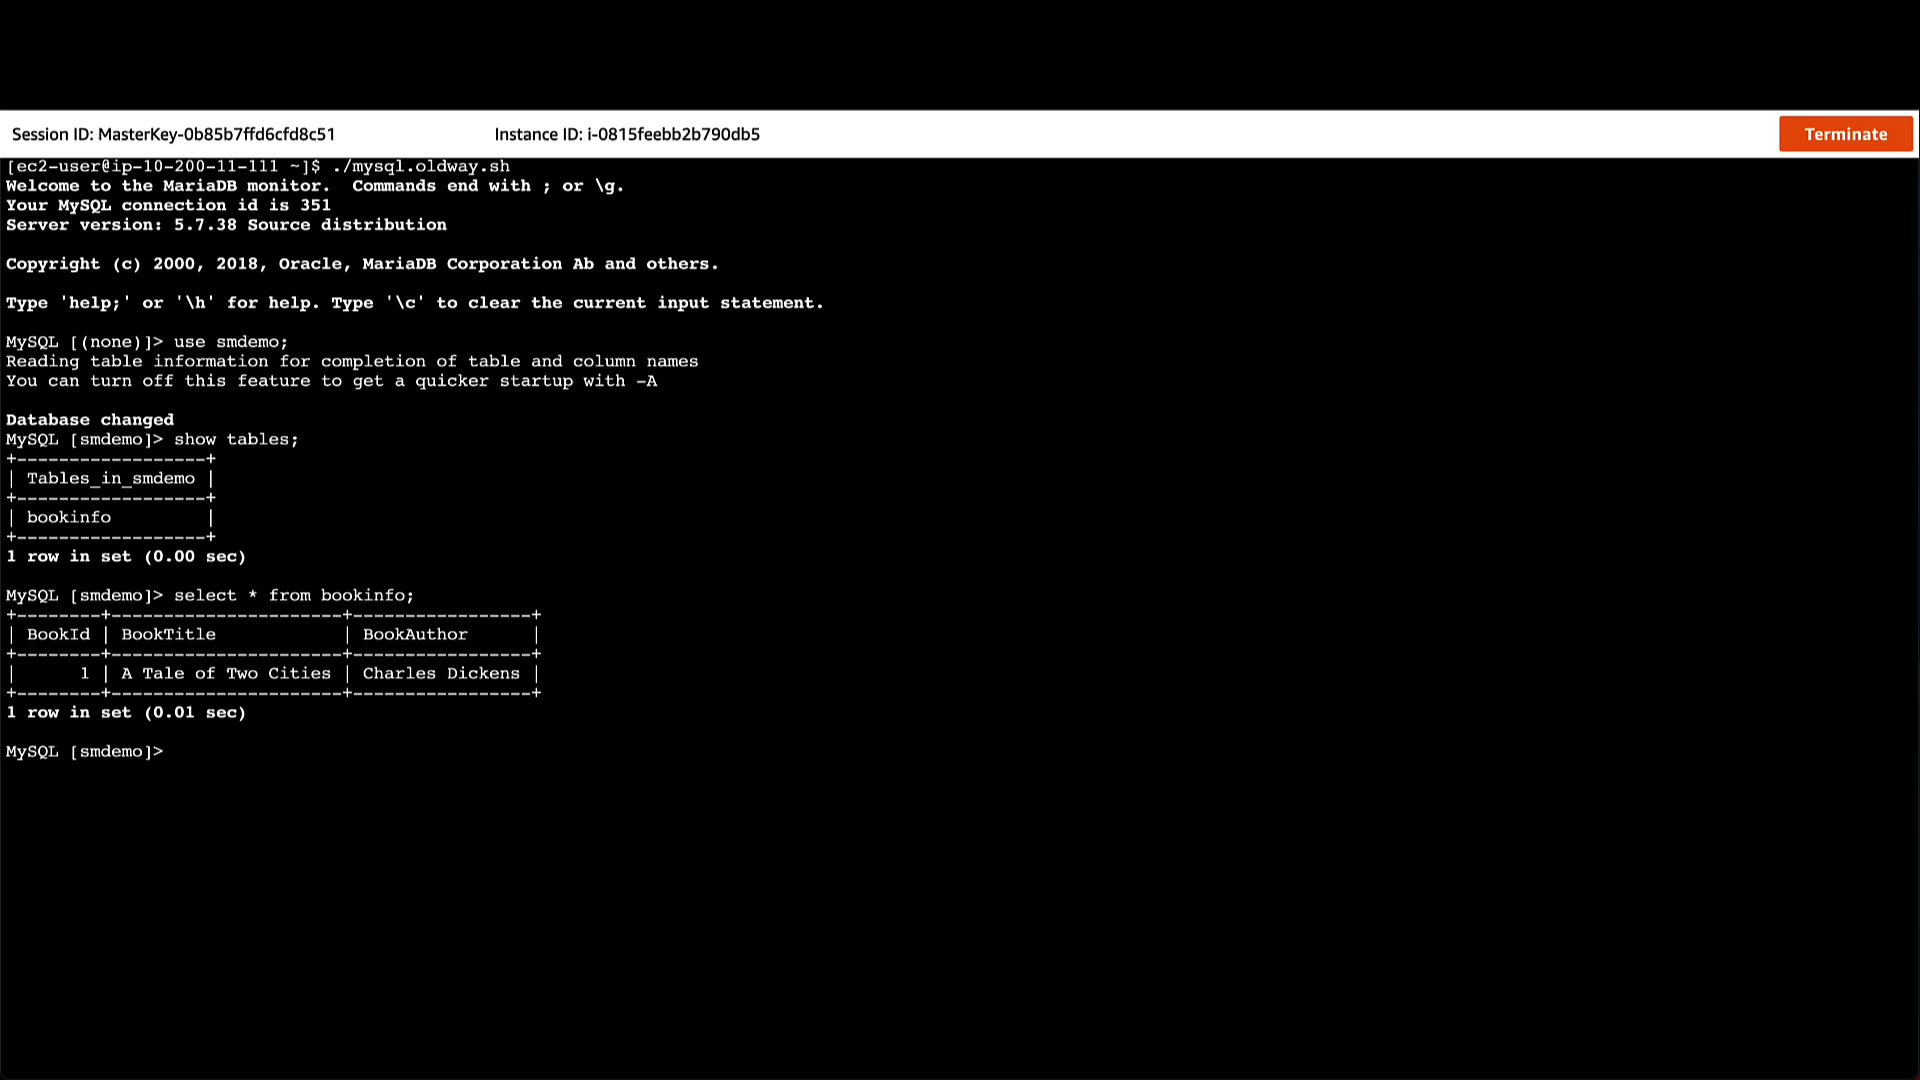 Session ID: MasterKey-0b85b7ffd6cfd8c51 Instance ID: i-0815feebb2b790db5 Terminate
[ec2-user@ip-10-200-11-111 ~]$ ./mysql.oldway.sh
Welcome to the MariaDB monitor.  Commands end with ; or \g.
Your MySQL connection id is 351
Server version: 5.7.38 Source distribution
Copyright (c) 2000, 2018, Oracle, MariaDB Corporation Ab and others.
Type 'help;' or '\h' for help. Type '\c' to clear the current input statement.
MySQL [(none)]> use smdemo;
Reading table information for completion of table and column names
You can turn off this feature to get a quicker startup with -A
Database changed
MySQL [smdemo]> show tables;
+------------------+
| Tables_in_smdemo |
+------------------+
| bookinfo         |
+------------------+
1 row in set (0.00 sec)
MySQL [smdemo]> select * from bookinfo;
+--------+----------------------+-----------------+
| BookId | BookTitle            | BookAuthor      |
+--------+----------------------+-----------------+
|      1 | A Tale of Two Cities | Charles Dickens |
+--------+----------------------+-----------------+
1 row in set (0.01 sec)
MySQL [smdemo]>